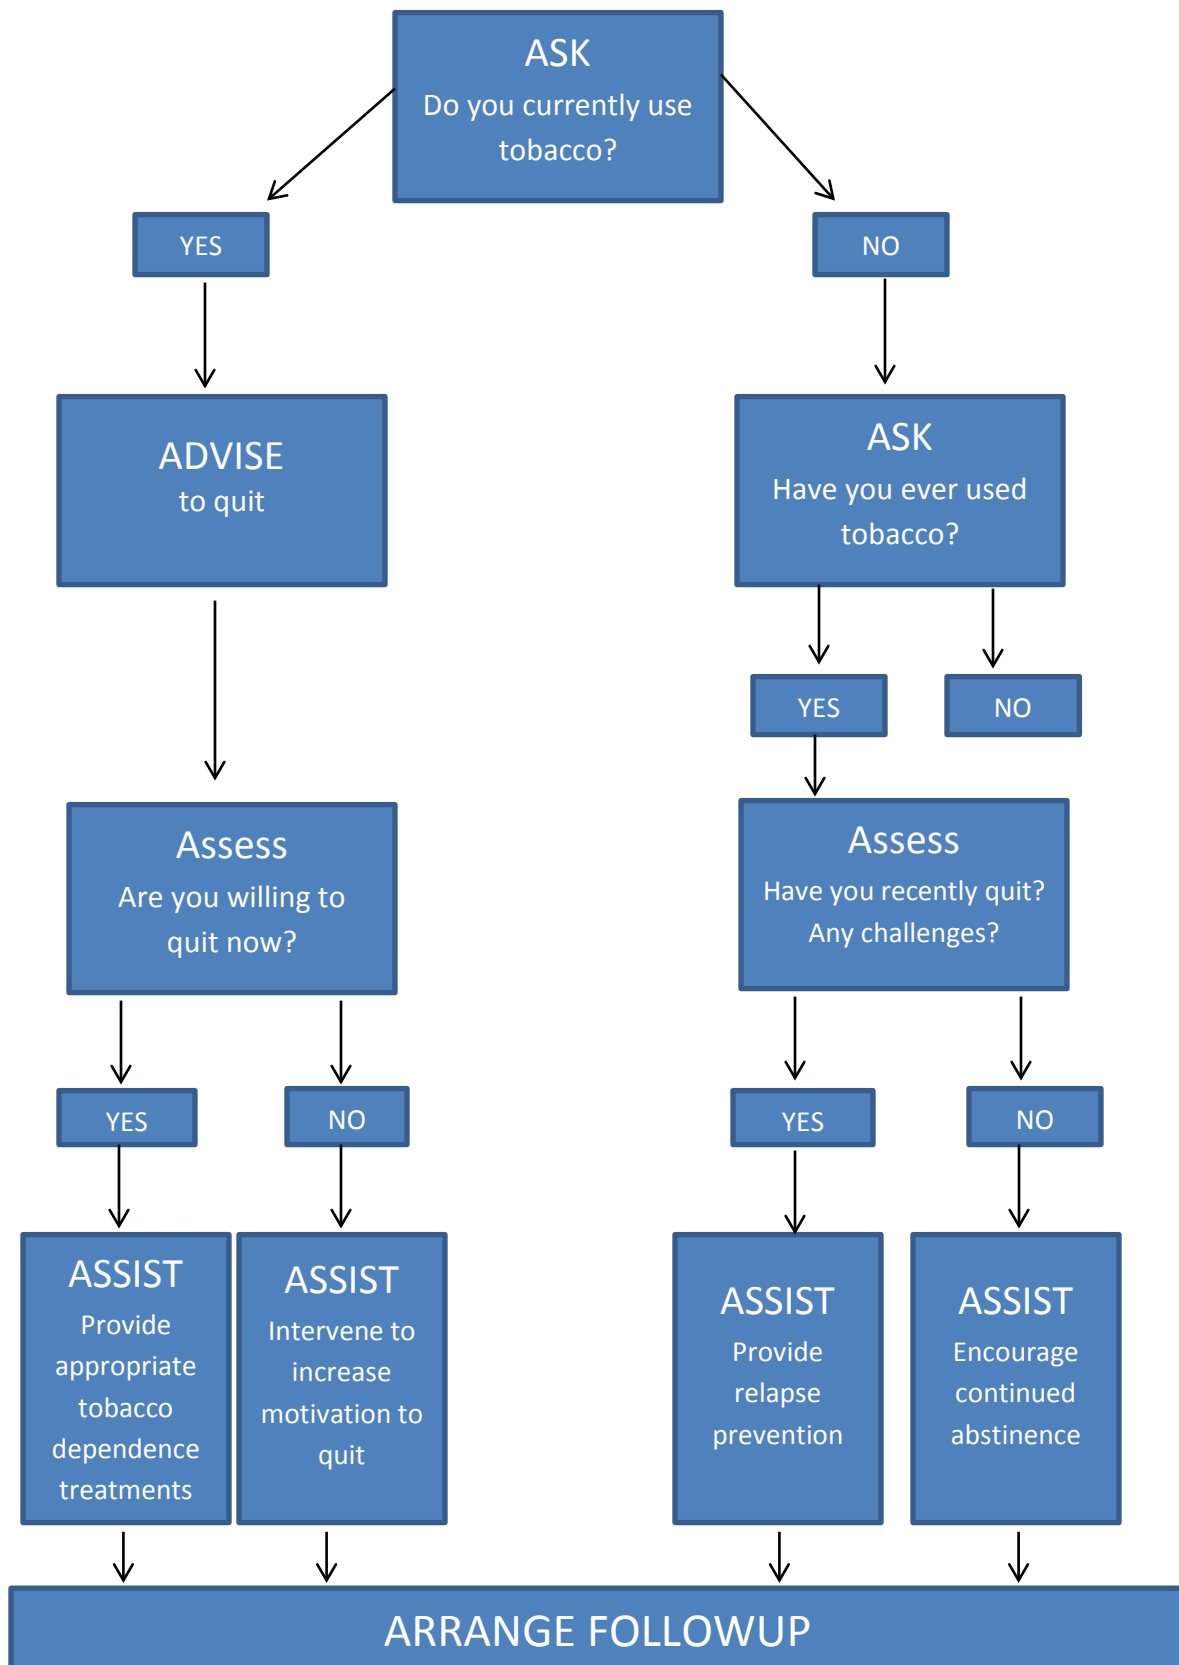 ASK
Do you currently use
tobacco?
YES
NO
ADVISE
to quit
ASK
Have you ever used
tobacco?
YES
NO
Assess
Are you willing to
quit now?
Assess
Have you recently quit?
Any challenges?
YES
NO
YES
NO
ASSIST
Provide
appropriate
tobacco
dependence
treatments
ASSIST
Intervene to
increase
motivation to
quit
ASSIST
Provide
relapse
prevention
ASSIST
Encourage
continued
abstinence
ARRANGE FOLLOWUP